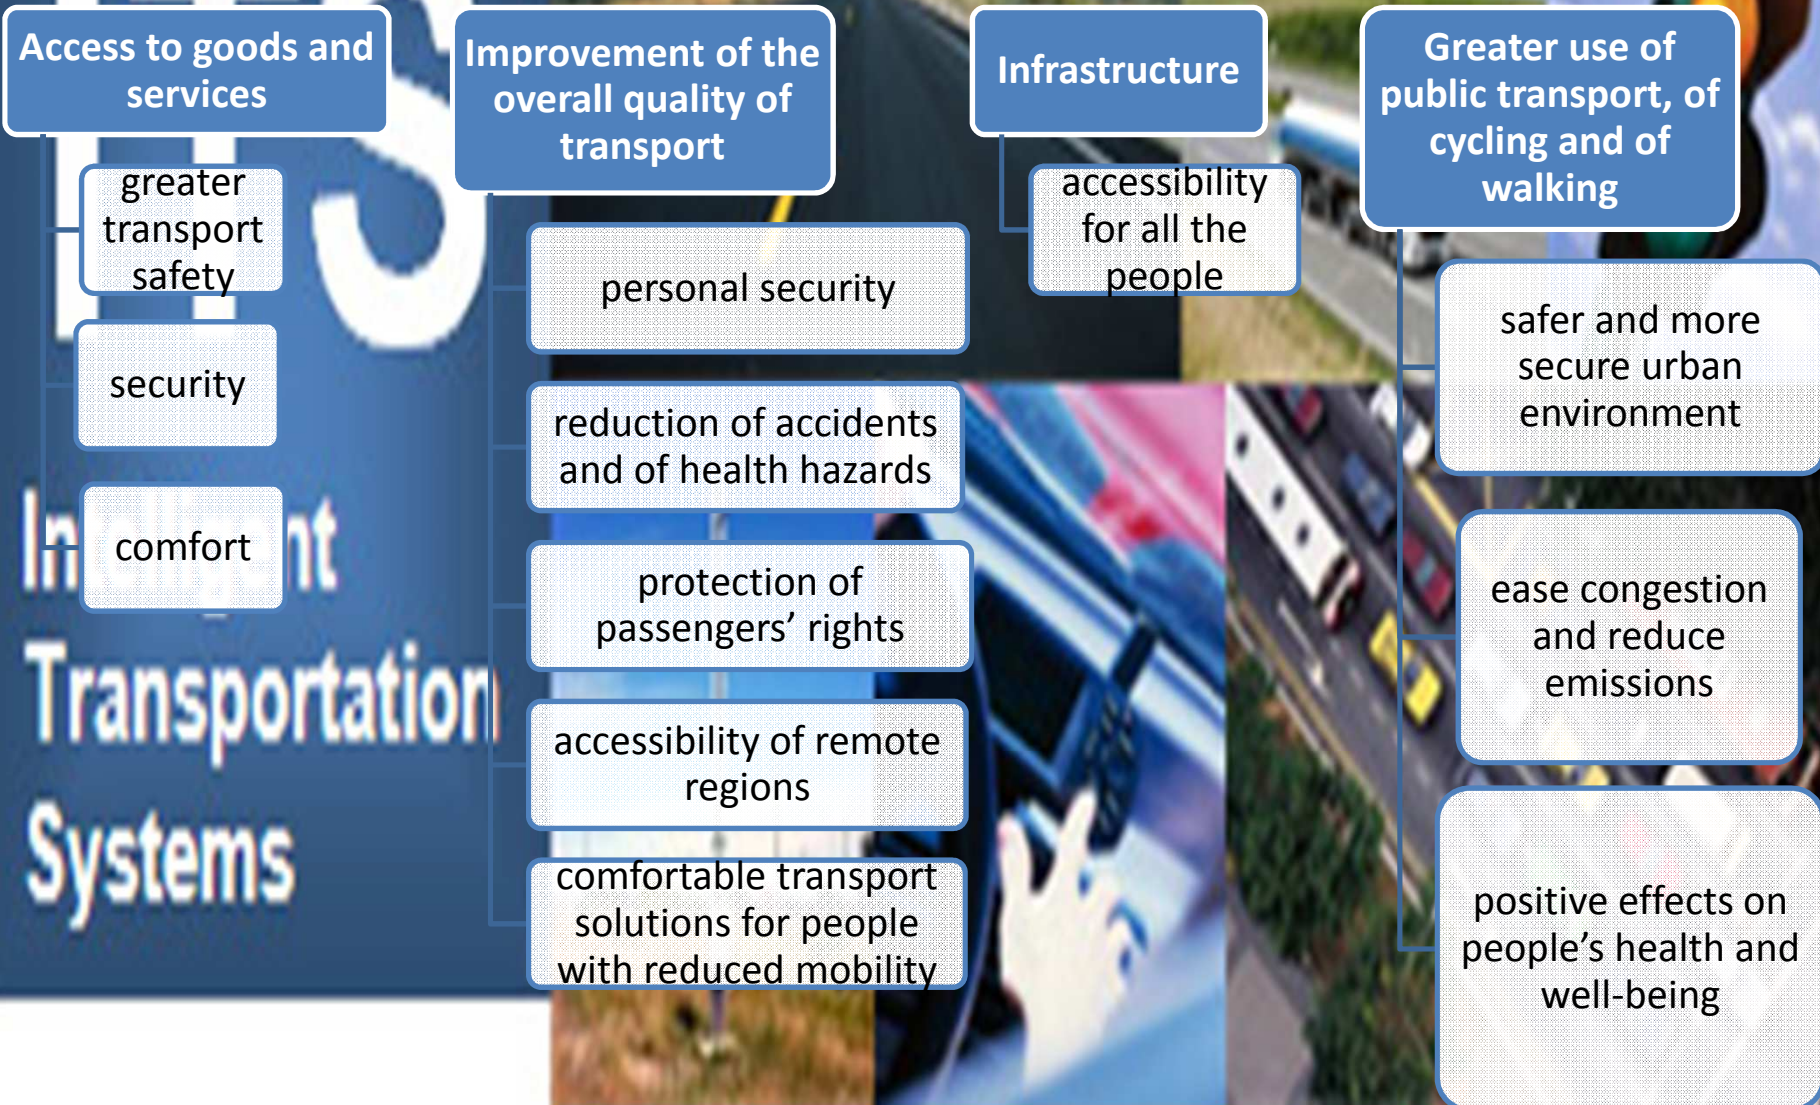 Access to goods and
services
greater
transport
safety
security
comfort
Improvement of the
overall quality of
transport
personal security
reduction of accidents
and of health hazards
protection of
passengers’ rights
accessibility of remote
regions
comfortable transport
solutions for people
with reduced mobility
Infrastructure
accessibility
for all the
people
Greater use of
public transport, of
cycling and of
walking
safer and more
secure urban
environment
ease congestion
and reduce
emissions
positive effects on
people’s health and
well-being
ITS
Intelligent
Transportation
Systems